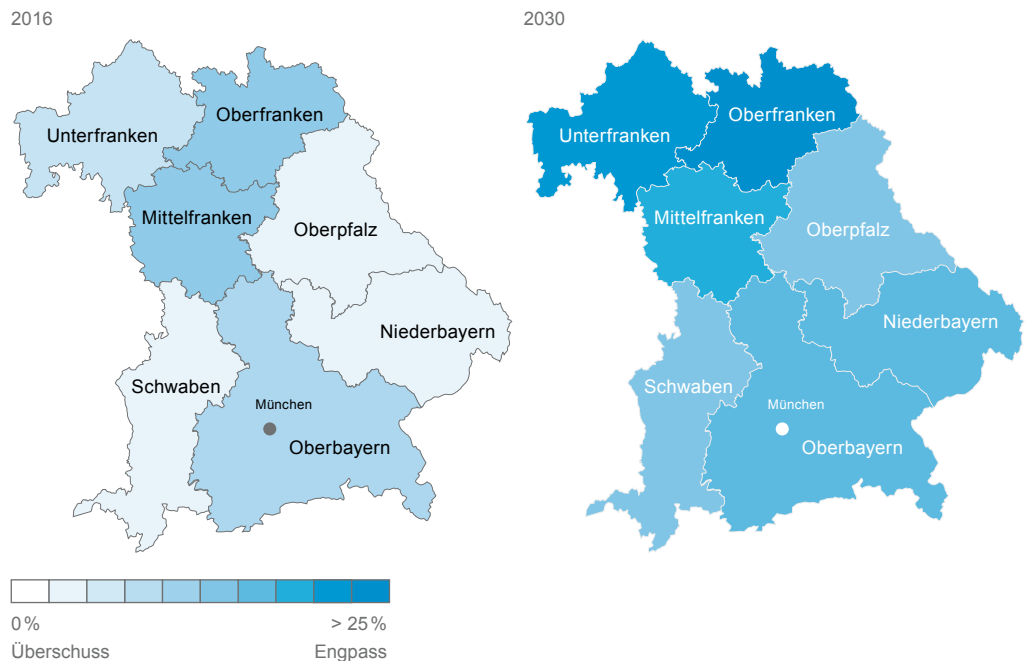 2016
Oberfranken
Unterfranken
Mittelfranken
Oberpfalz
Niederbayern
Schwaben
München
Oberbayern
2030
Oberfranken
Unterfranken
Mittelfranken
Oberpfalz
Niederbayern
Schwaben
München
Oberbayern
0 % > 25 %
Überschuss Engpass